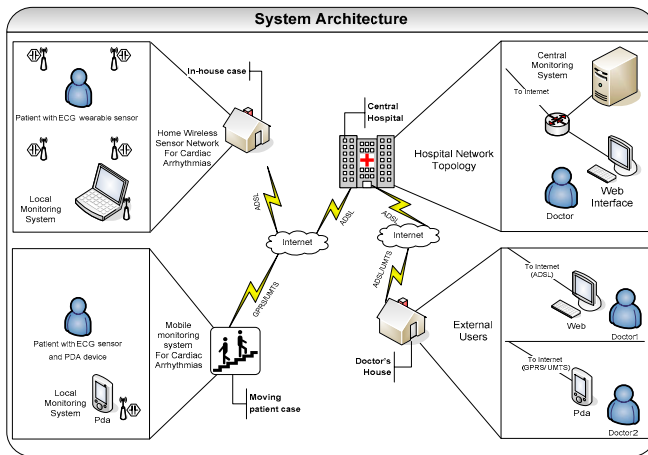 System Architecture
In-house case
Patient with ECG wearable sensor
Local
Monitoring
System
Home Wireless
Sensor Network
For Cardiac
Arrhythmias
Central
Hospital
Hospital Network
Topology
Central
Monitoring
System
To Internet
Doctor
Web
Interface
ADSL
ADSL
ADSL
Internet
Internet
GPRS/UMTS
ADSL/UMTS
Patient with ECG sensor
and PDA device
Local
Monitoring
System
Pda
Mobile
monitoring
system
For Cardiac
Arrhythmias
Moving
patient case
Doctor's
House
External
Users
To Internet
(ADSL)
Web
Doctor1
To Internet
(GPRS/UMTS)
Pda
Doctor2